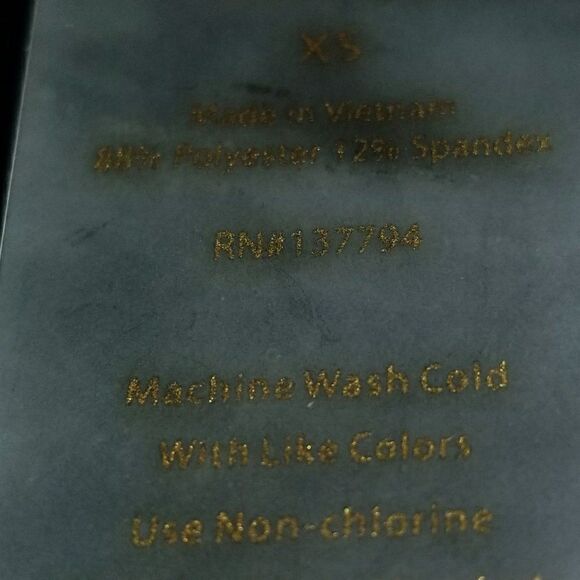 XS
Made in Vietnam
88% Polyester 12% Spandex
RN#137794
Machine Wash Cold
With Like Colors
Use Non-chlorine